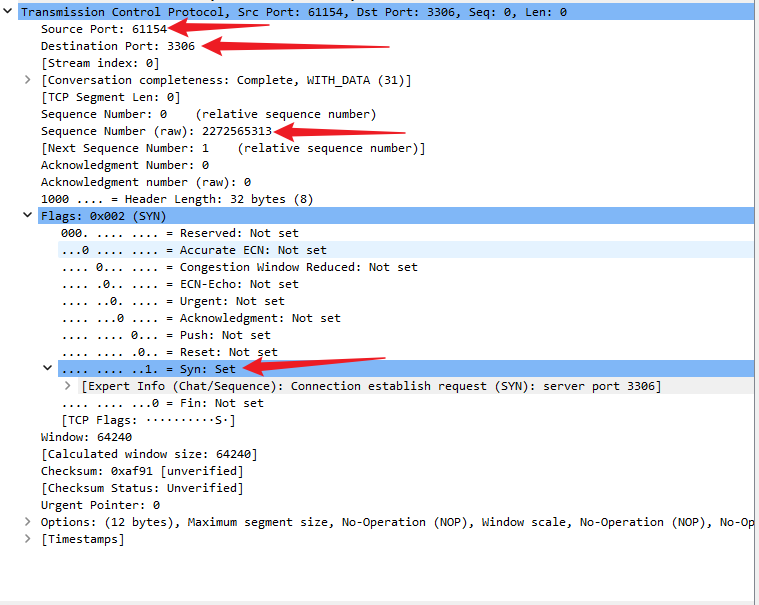 Transmission Control Protocol, Src Port: 61154, Dst Port: 3306, Seq: 0, Len: 0
Source Port: 61154
Destination Port: 3306
[Stream index: 0]
[Conversation completeness: Complete, WITH_DATA (31)]
[TCP Segment Len: 0]
Sequence Number: 0    (relative sequence number)
Sequence Number (raw): 2272565313
[Next Sequence Number: 1    (relative sequence number)]
Acknowledgment Number: 0
Acknowledgment number (raw): 0
1000 .... = Header Length: 32 bytes (8)
Flags: 0x002 (SYN)
000. .... .... = Reserved: Not set
...0 .... .... = Accurate ECN: Not set
.... 0... .... = Congestion Window Reduced: Not set
.... .0.. .... = ECN-Echo: Not set
.... ..0. .... = Urgent: Not set
.... ...0 .... = Acknowledgment: Not set
.... .... 0... = Push: Not set
.... .... .0.. = Reset: Not set
.... .... ..1. = Syn: Set
[Expert Info (Chat/Sequence): Connection establish request (SYN): server port 3306]
.... .... ...0 = Fin: Not set
[TCP Flags: ··········S·]
Window: 64240
[Calculated window size: 64240]
Checksum: 0xaf91 [unverified]
[Checksum Status: Unverified]
Urgent Pointer: 0
Options: (12 bytes), Maximum segment size, No-Operation (NOP), Window scale, No-Operation (NOP), No-Op
[Timestamps]